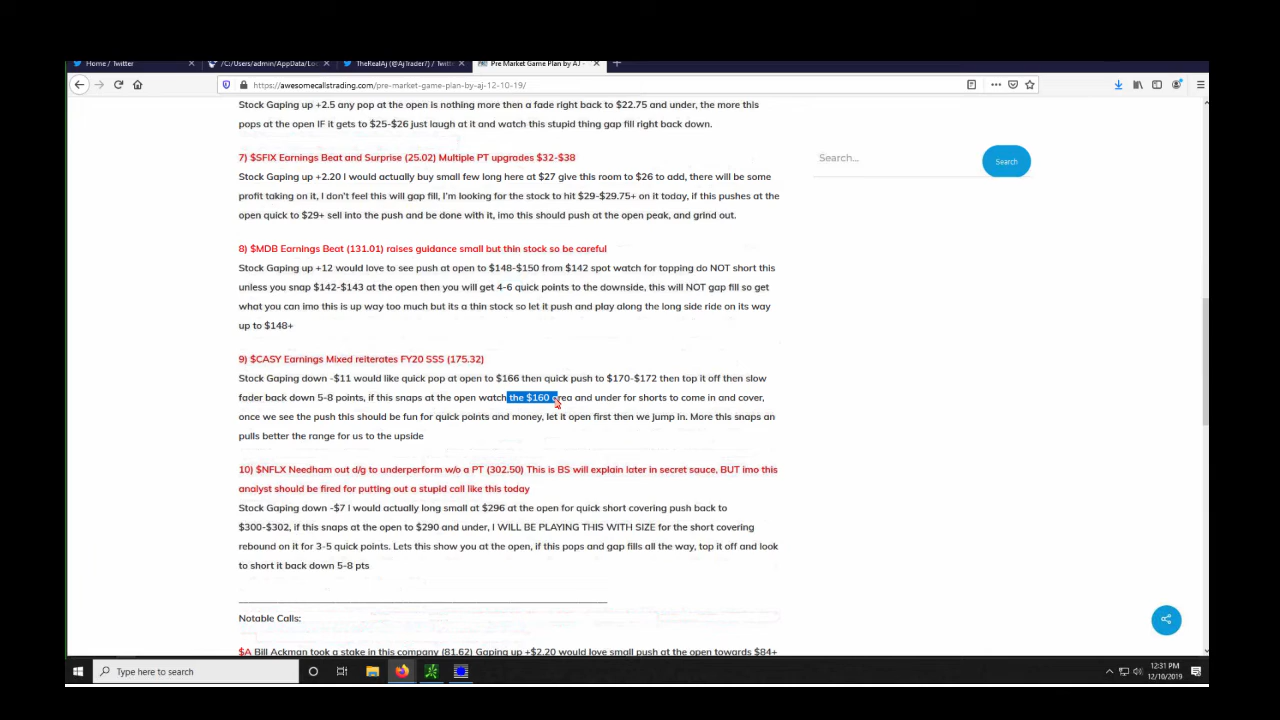 Home / Twitter
/C:/Users/admin/AppData/Loc
TheRealAj (@AjTrader7) / Twitte
Pre Market Game Plan by AJ -
https://awesomecallstrading.com/pre-market-game-plan-by-aj-12-10-19/
Stock Gaping up +2.5 any pop at the open is nothing more then a fade right back to $22.75 and under, the more this
pops at the open IF it gets to $25-$26 just laugh at it and watch this stupid thing gap fill right back down.
7) $SFIX Earnings Beat and Surprise (25.02) Multiple PT upgrades $32-$38
Search...
Search
Stock Gaping up +2.20 I would actually buy small few long here at $27 give this room to $26 to add, there will be some
profit taking on it, I don't feel this will gap fill, I'm looking for the stock to hit $29-$29.75+ on it today, if this pushes at the
open quick to $29+ sell into the push and be done with it, imo this should push at the open peak, and grind out.
8) $MDB Earnings Beat (131.01) raises guidance small but thin stock so be careful
Stock Gaping up +12 would love to see push at open to $148-$150 from $142 spot watch for topping do NOT short this
unless you snap $142-$143 at the open then you will get 4-6 quick points to the downside, this will NOT gap fill so get
what you can imo this is up way too much but its a thin stock so let it push and play along the long side ride on its way
up to $148+
9) $CASY Earnings Mixed reiterates FY20 SSS (175.32)
Stock Gaping down -$11 would like quick pop at open to $166 then quick push to $170-$172 then top it off then slow
fader back down 5-8 points, if this snaps at the open watch the $160 area and under for shorts to come in and cover,
once we see the push this should be fun for quick points and money, let it open first then we jump in. More this snaps an
pulls better the range for us to the upside
10) $NFLX Needham out d/g to underperform w/o a PT (302.50) This is BS will explain later in secret sauce, BUT imo this
analyst should be fired for putting out a stupid call like this today
Stock Gaping down -$7 I would actually long small at $296 at the open for quick short covering push back to
$300-$302, if this snaps at the open to $290 and under, I WILL BE PLAYING THIS WITH SIZE for the short covering
rebound on it for 3-5 quick points. Lets this show you at the open, if this pops and gap fills all the way, top it off and look
to short it back down 5-8 pts
Notable Calls:
$A Bill Ackman took a stake in this company (81.62) Gaping up +$2.20 would love small push at the open towards $84+
Type here to search
12:31 PM
12/10/2019